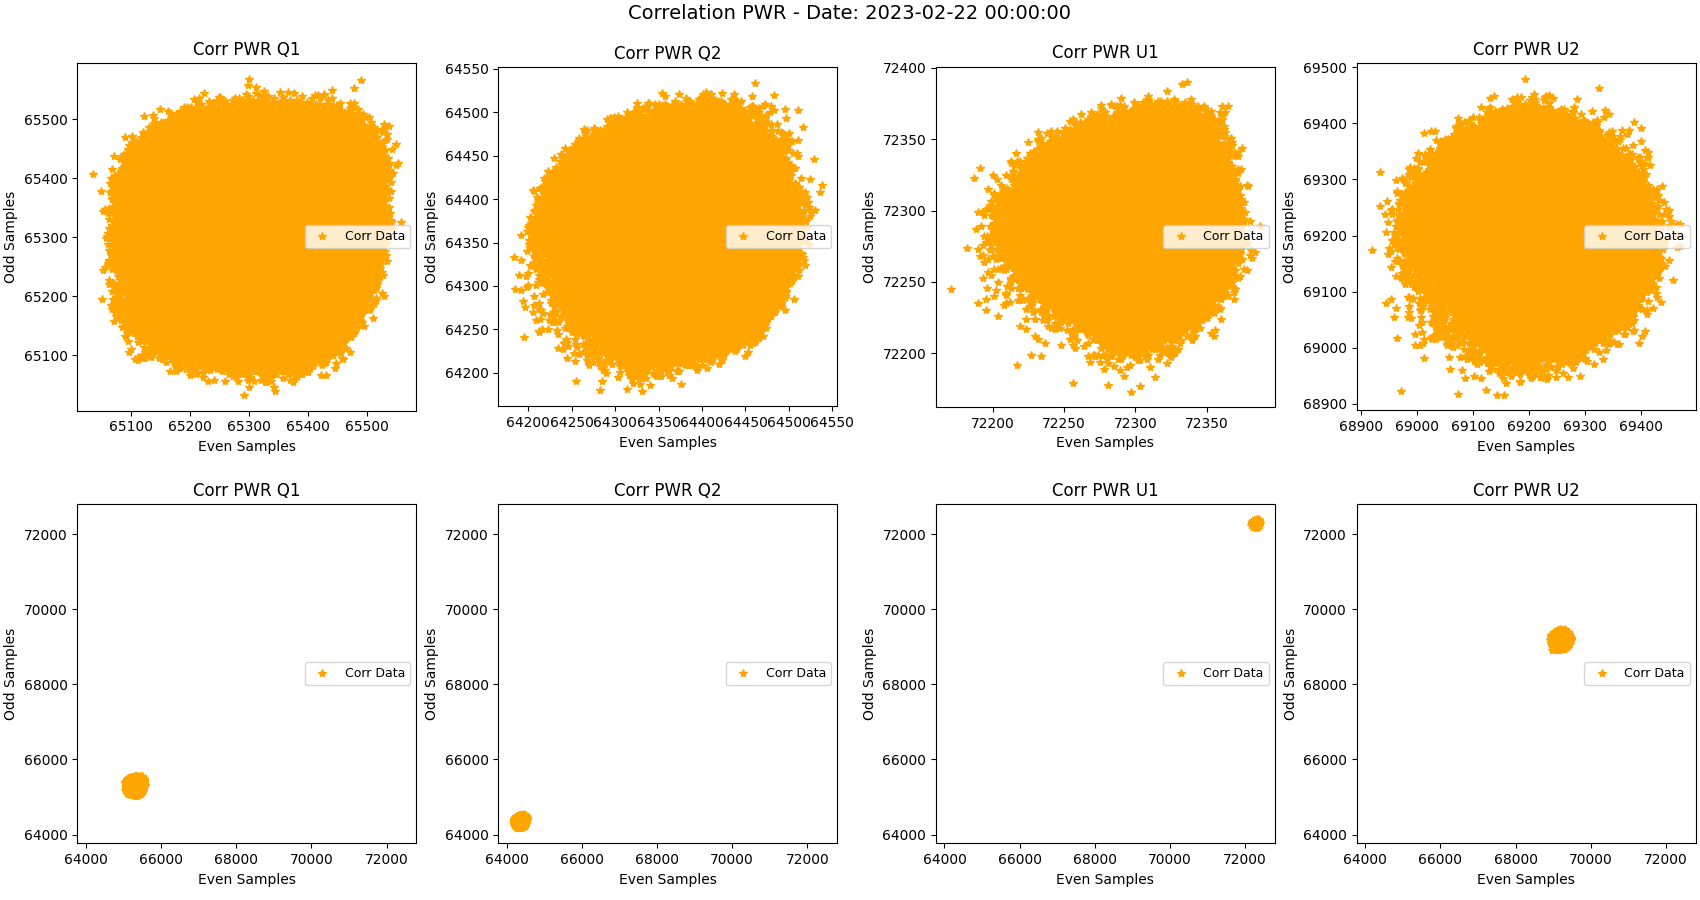 Correlation PWR - Date: 2023-02-22 00:00:00
Corr PWR Q1
Corr PWR Q2
Corr PWR U1
Corr PWR U2
Odd Samples
65500
65400
65300
65200
65100
Corr Data
65100 65200 65300 65400 65500
Even Samples
Odd Samples
64550
64500
64450
64400
64350
64300
64250
64200
Corr Data
64200 64250 64300 64350 64400 64450 64500 64550
Even Samples
Odd Samples
72400
72350
72300
72250
72200
Corr Data
72200 72250 72300 72350
Even Samples
Odd Samples
69500
69400
69300
69200
69100
69000
68900
Corr Data
68900 69000 69100 69200 69300 69400
Even Samples
Corr PWR Q1
Corr PWR Q2
Corr PWR U1
Corr PWR U2
Odd Samples
72000
70000
68000
66000
64000
Corr Data
64000 66000 68000 70000 72000
Even Samples
Odd Samples
72000
70000
68000
66000
64000
Corr Data
64000 66000 68000 70000 72000
Even Samples
Odd Samples
72000
70000
68000
66000
64000
Corr Data
64000 66000 68000 70000 72000
Even Samples
Odd Samples
72000
70000
68000
66000
64000
Corr Data
64000 66000 68000 70000 72000
Even Samples